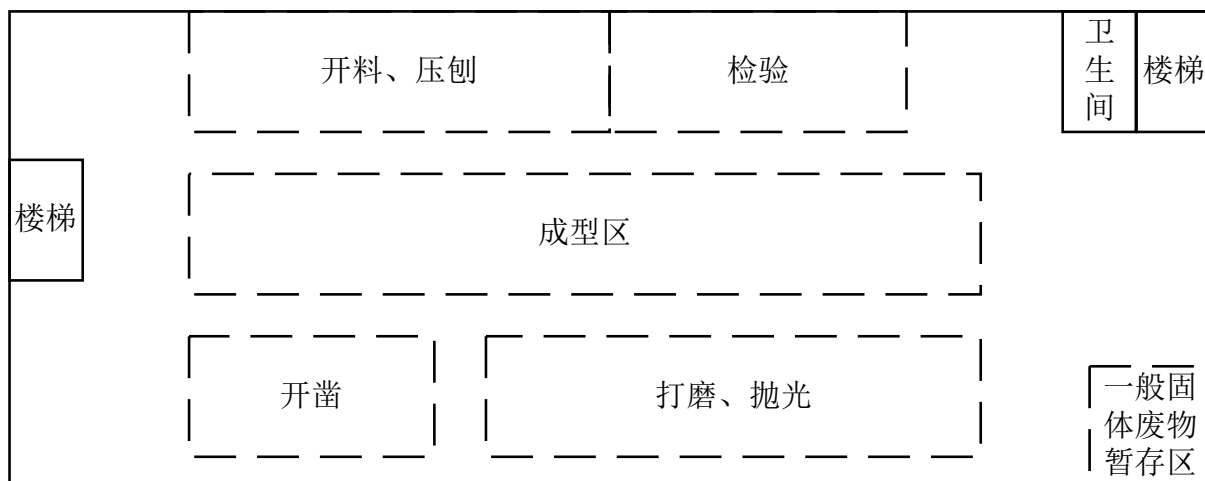 开料、压刨
检验
卫
生
间
楼梯
楼梯
成型区
开凿
打磨、抛光
一般固
体废物
暂存区